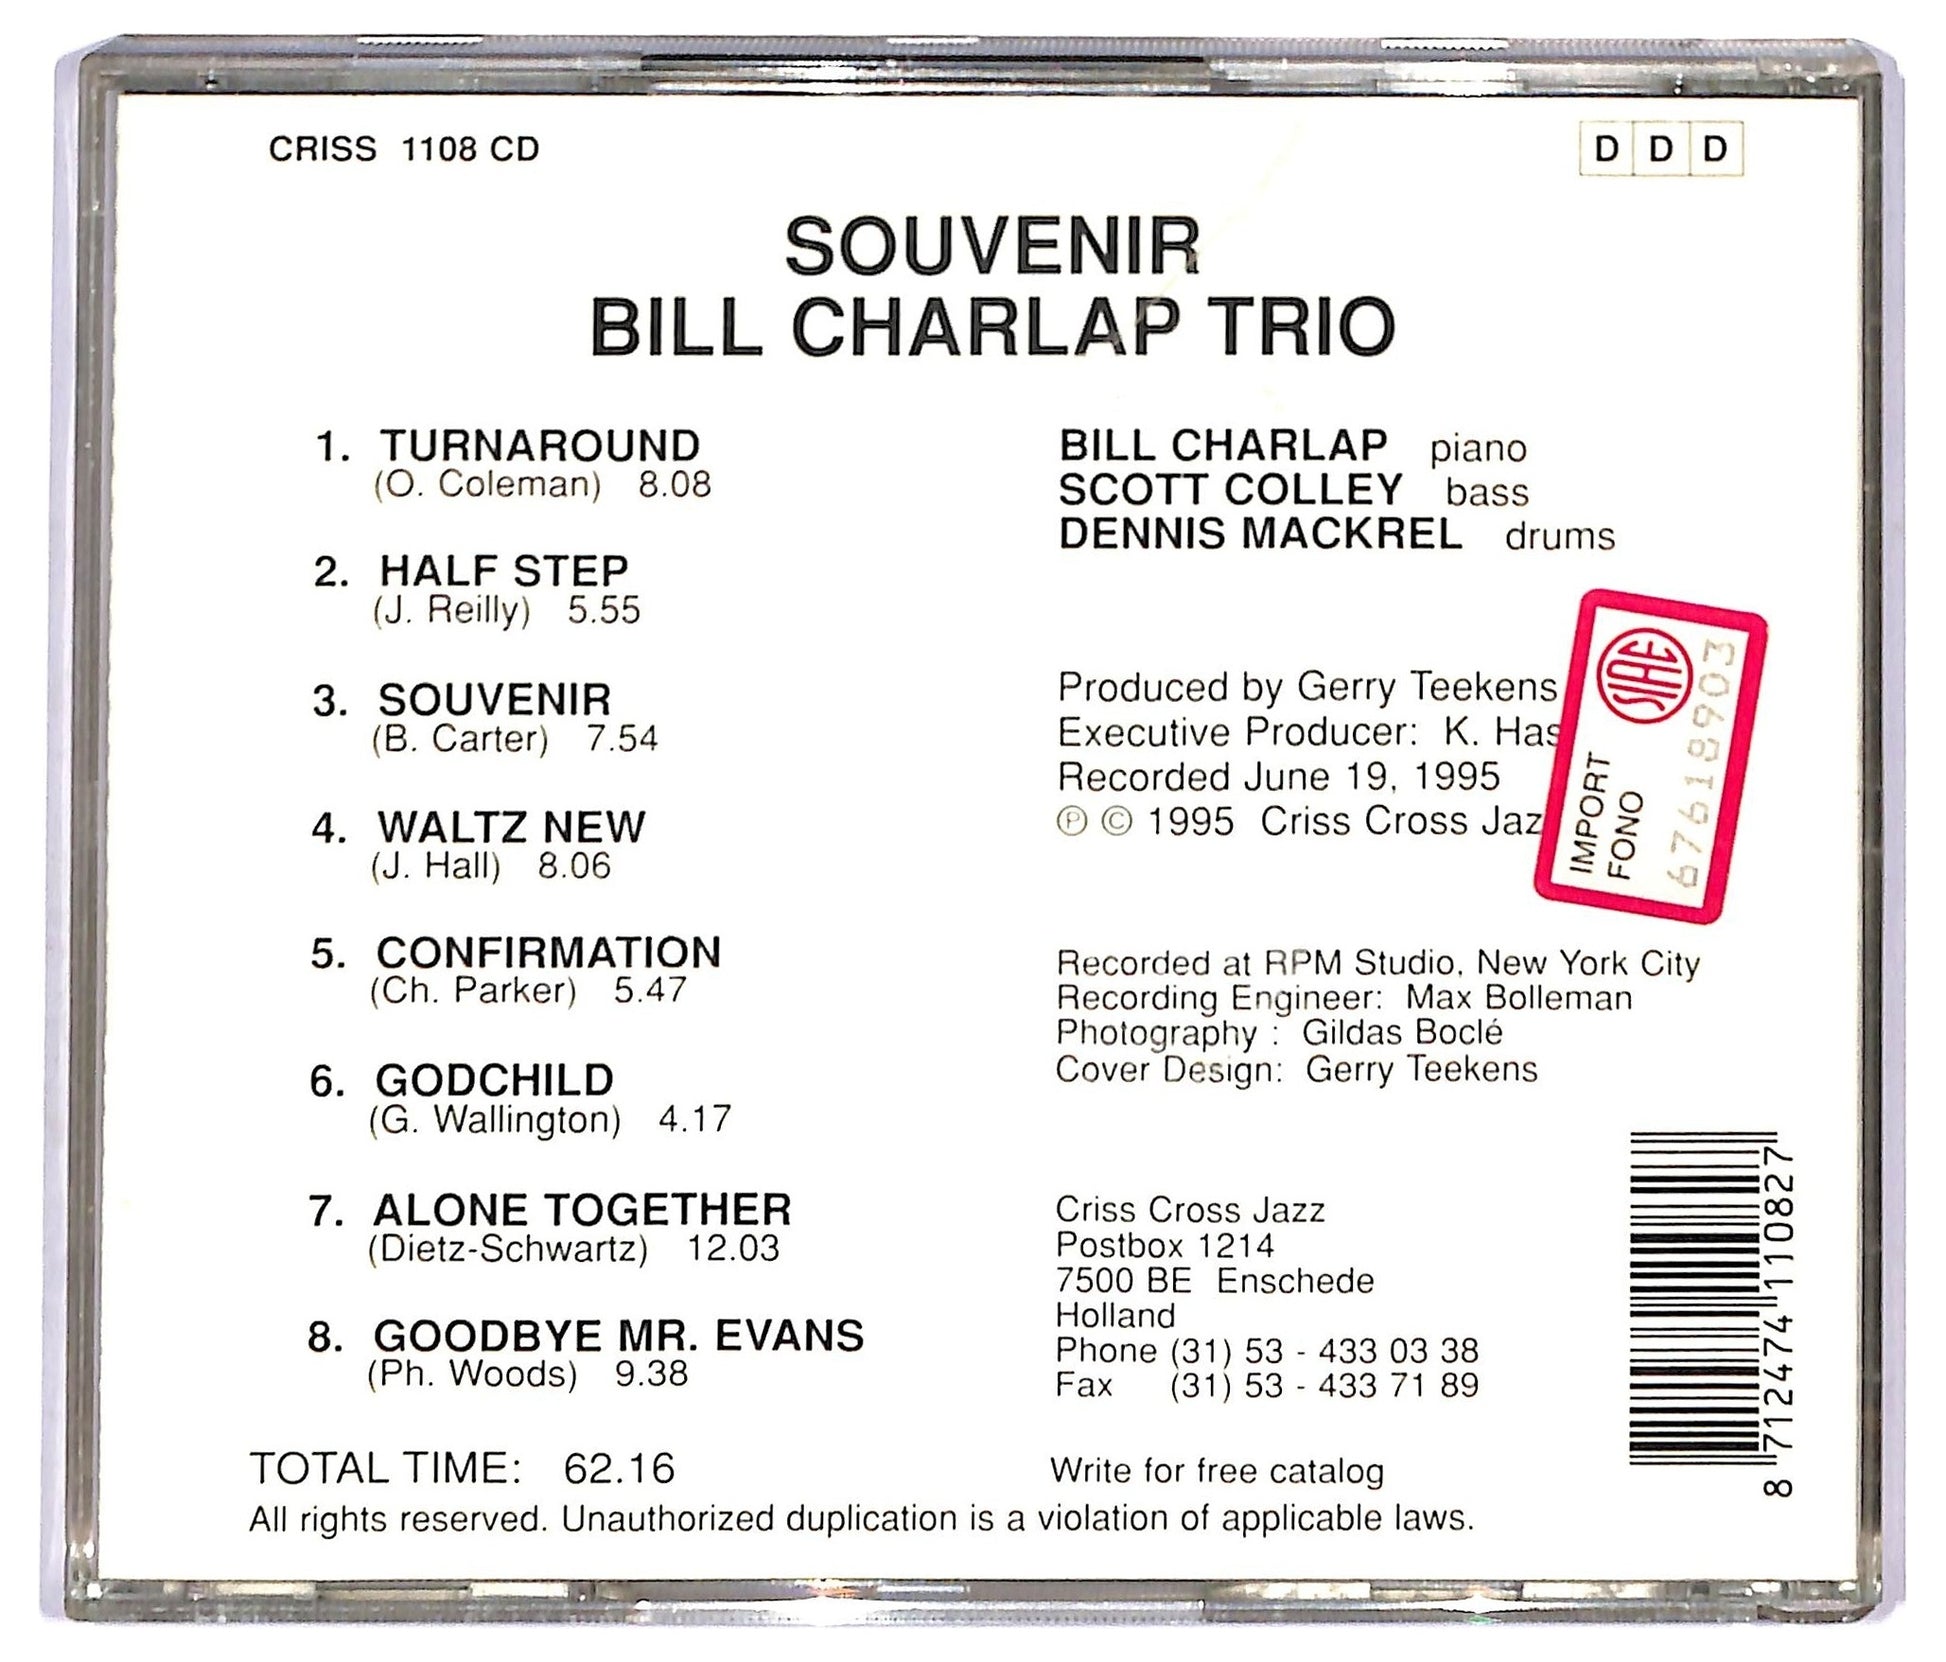 CRISS 1108 CD
D D D
SOUVENIR
BILL CHARLAP TRIO
1. TURNAROUND
(O. Coleman) 8.08
2. HALF STEP
(J. Reilly) 5.55
3. SOUVENIR
(B. Carter) 7.54
4. WALTZ NEW
(J. Hall) 8.06
5. CONFIRMATION
(Ch. Parker) 5.47
6. GODCHILD
(G. Wallington) 4.17
7. ALONE TOGETHER
(Dietz-Schwartz) 12.03
8. GOODBYE MR. EVANS
(Ph. Woods) 9.38
TOTAL TIME: 62.16
BILL CHARLAP piano
SCOTT COLLEY bass
DENNIS MACKREL drums
Produced by Gerry Teekens
Executive Producer: K.
Recorded June 19, 1995
℗ © 1995 Criss Cross
SIAE
IMPORT
FONO
67618903
Recorded at RPM Studio, New York City
Recording Engineer: Max Bolleman
Photography : Gildas Boclé
Cover Design: Gerry Teekens
Criss Cross Jazz
Postbox 1214
7500 BE Enschede
Holland
Phone (31) 53 - 433 03 38
Fax (31) 53 - 433 71 89
Write for free catalog
8 712474 110827
All rights reserved. Unauthorized duplication is a violation of applicable laws.